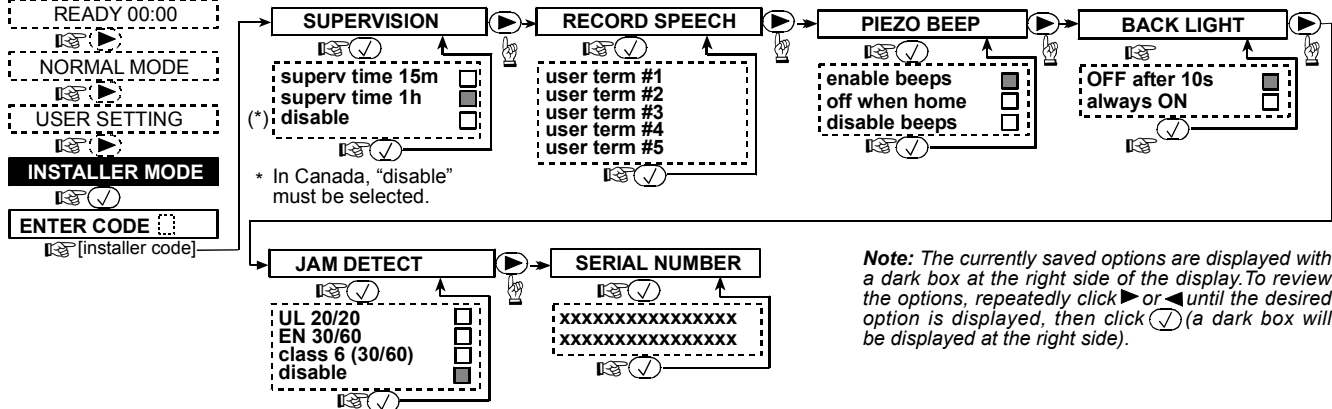 READY 00:00
NORMAL MODE
USER SETTING
INSTALLER MODE
ENTER CODE
[installer code]
SUPERVISION
superv time 15m
superv time 1h
(*) disable
* In Canada, “disable”
must be selected.
RECORD SPEECH
user term #1
user term #2
user term #3
user term #4
user term #5
PIEZO BEEP
enable beeps
off when home
disable beeps
BACK LIGHT
OFF after 10s
always ON
JAM DETECT
UL 20/20
EN 30/60
class 6 (30/60)
disable
SERIAL NUMBER
xxxxxxxxxxxxxxxx
xxxxxxxxxxxxxxxx
Note: The currently saved options are displayed with
a dark box at the right side of the display.To review
the options, repeatedly click ▶ or ◀ until the desired
option is displayed, then click ✓ (a dark box will
be displayed at the right side).